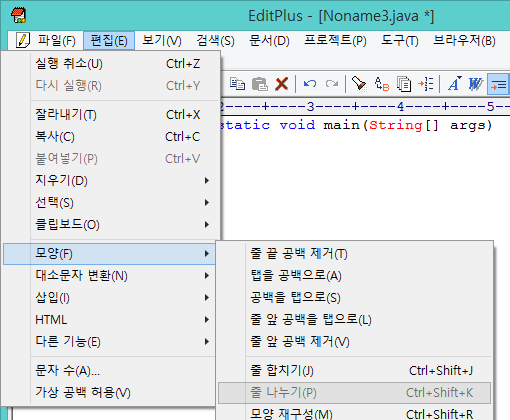 EditPlus - [Noname3.java *]
파일(F) 편집(E) 보기(V) 검색(S) 문서(D) 프로젝트(P) 도구(T) 브라우저(B)
실행 취소(U) Ctrl+Z
다시 실행(R) Ctrl+Y
잘라내기(T) Ctrl+X
복사(C) Ctrl+C
붙여넣기(P) Ctrl+V
지우기(D)
선택(S)
클립보드(O)
모양(F)
대소문자 변환(N)
삽입(I)
HTML
다른 기능(E)
문자 수(A)...
가상 공백 허용(V)
A W
2----+----3----+----4----+----5--
static void main(String[] args)
줄 끝 공백 제거(T)
탭을 공백으로(A)
공백을 탭으로(S)
줄 앞 공백을 탭으로(L)
줄 앞 공백 제거(V)
줄 합치기(J) Ctrl+Shift+J
줄 나누기(P) Ctrl+Shift+K
모양 재구성(M) Ctrl+Shift+R